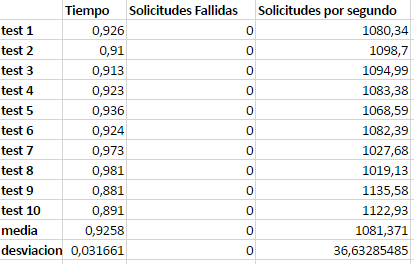 Tiempo Solicitudes Fallidas Solicitudes por segundo
test 1 0,926 0 1080,34
test 2 0,91 0 1098,7
test 3 0,913 0 1094,99
test 4 0,923 0 1083,38
test 5 0,936 0 1068,59
test 6 0,924 0 1082,39
test 7 0,973 0 1027,68
test 8 0,981 0 1019,13
test 9 0,881 0 1135,58
test 10 0,891 0 1122,93
media 0,9258 0 1081,371
desviacion 0,031661 0 36,63285485